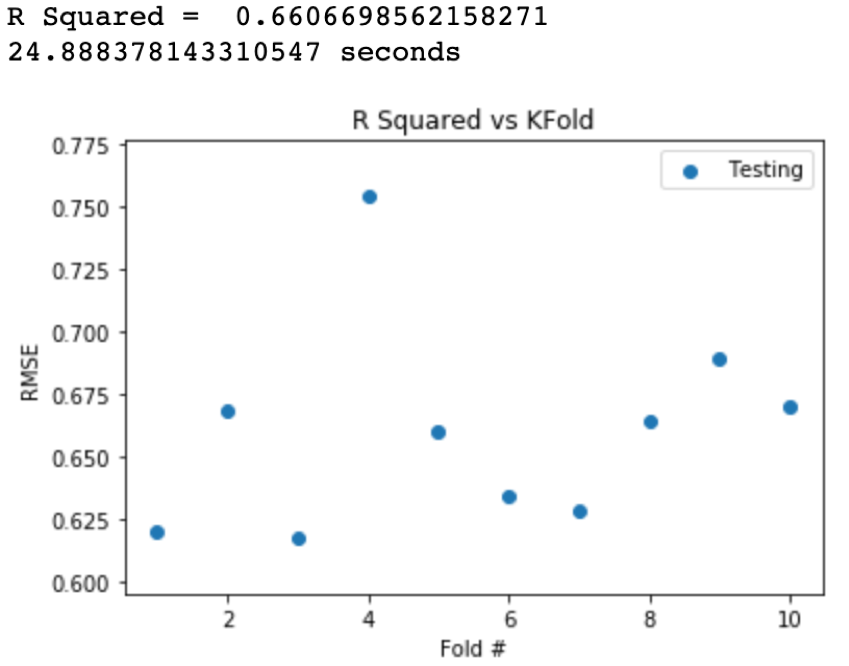 R Squared =  0.6606698562158271
24.888378143310547 seconds
R Squared vs KFold
0.775
0.750
0.725
0.700
0.675
0.650
0.625
0.600
RMSE
Testing
2 4 6 8 10
Fold #